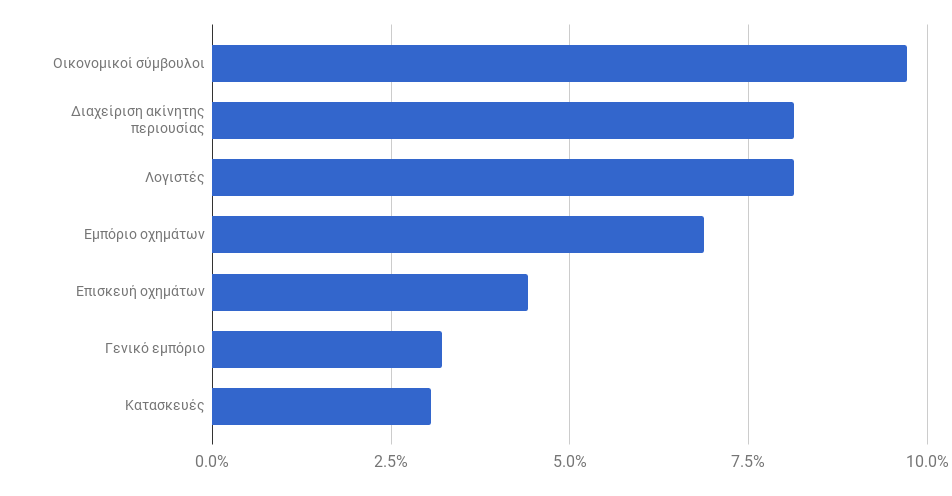 Οικονομικοί σύμβουλοι
Διαχείριση ακίνητης
περιουσίας
Λογιστές
Εμπόριο οχημάτων
Επισκευή οχημάτων
Γενικό εμπόριο
Κατασκευές
0.0% 2.5% 5.0% 7.5% 10.0%